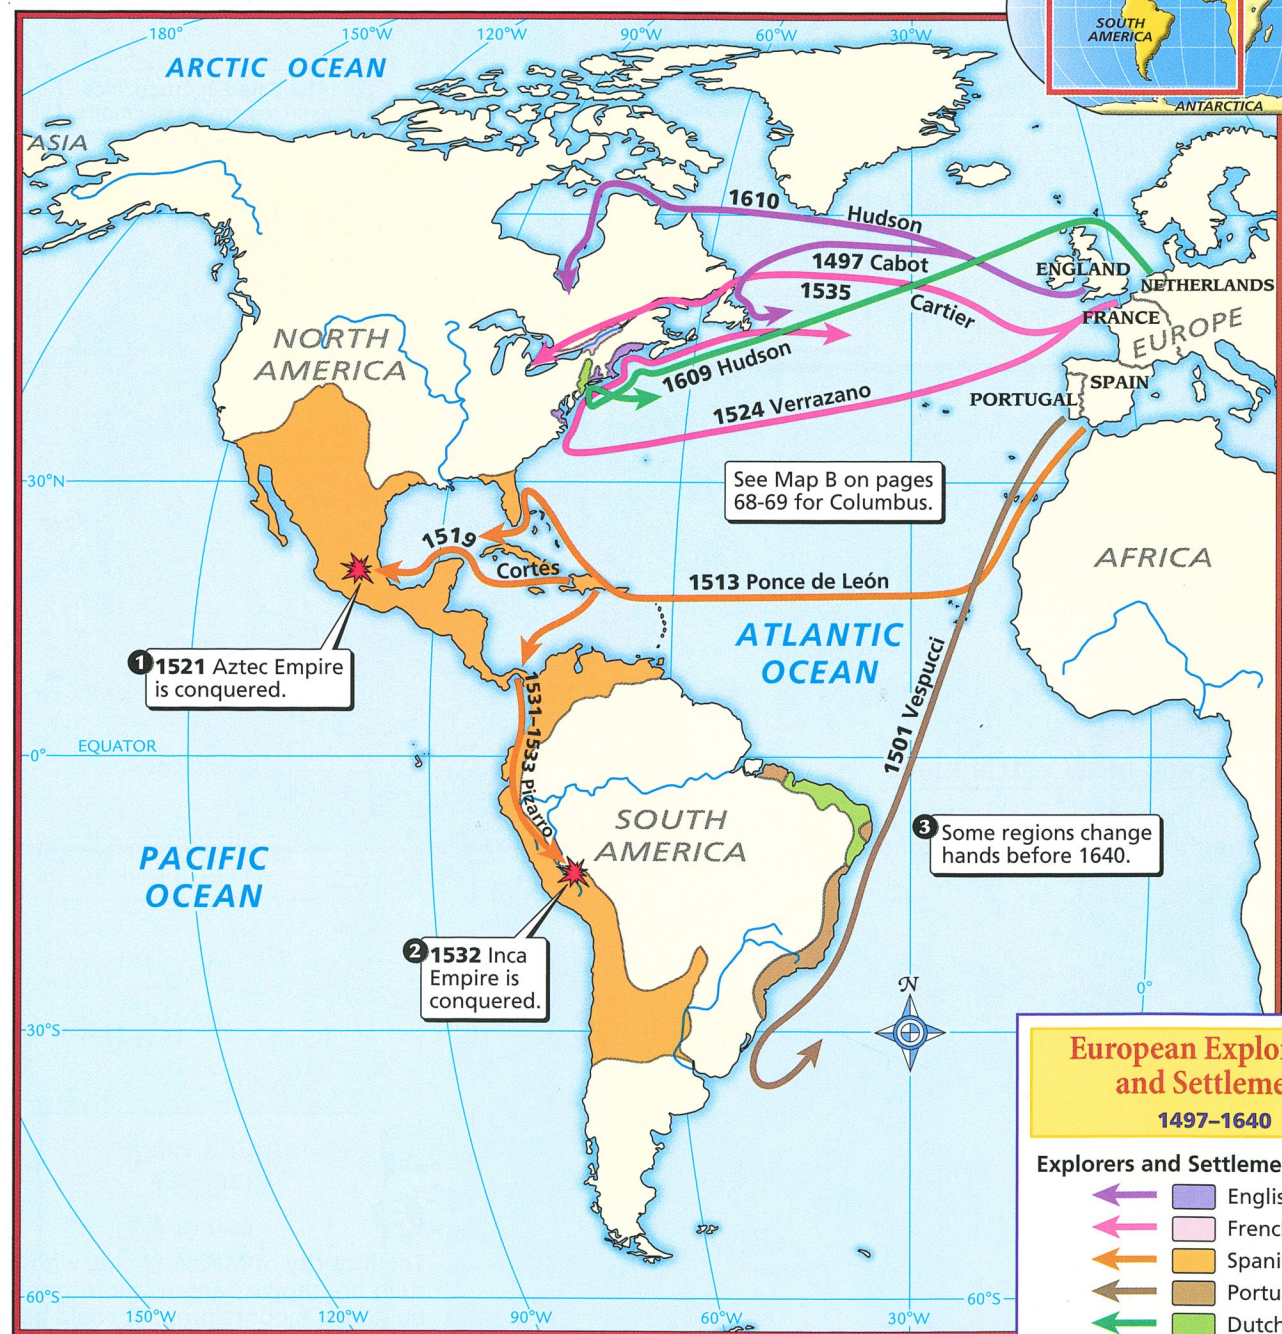 SOUTH
AMERICA
ANTARCTICA
180°
150°W
120°W
90°W
60°W
30°W
ARCTIC OCEAN
ASIA
1610 Hudson
1497 Cabot
1535 Cartier
ENGLAND
NETHERLANDS
FRANCE
EUROPE
NORTH
AMERICA
1609 Hudson
SPAIN
PORTUGAL
1524 Verrazano
See Map B on pages
68-69 for Columbus.
30°N
1519
Cortés
1513 Ponce de León
AFRICA
ATLANTIC
OCEAN
1 1521 Aztec Empire
is conquered.
1501 Vespucci
1531–1533 Pizarro
EQUATOR
0°
SOUTH
AMERICA
3 Some regions change
hands before 1640.
PACIFIC
OCEAN
2 1532 Inca
Empire is
conquered.
N
0°
30°S
European Explor
and Settleme
1497–1640
Explorers and Settleme
Englis
French
Spani
Portu
Dutch
60°S
60°S
150°W
120°W
90°W
60°W
30°W